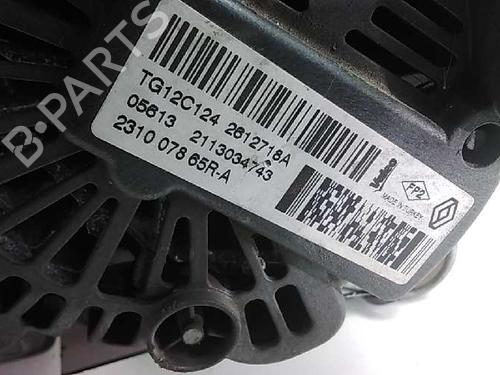 B-PARTS
TG12C124 2612718A
05613 2113034743
2310 078 65R-A
FP2
MADE IN TURKEY